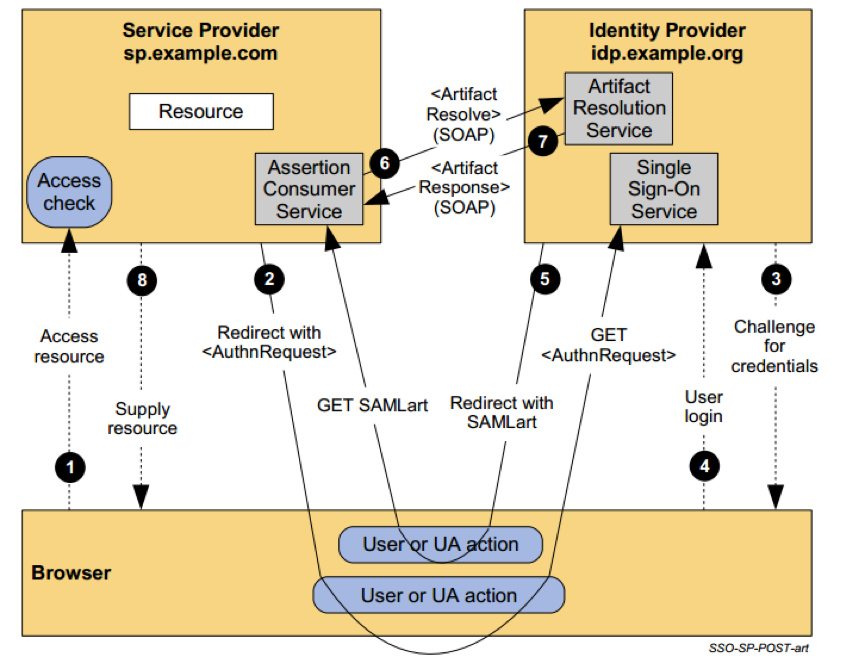 Service Provider
sp.example.com
Identity Provider
idp.example.org
Resource
Access
check
Assertion
Consumer
Service
<Artifact
Resolve>
(SOAP)
6
7
<Artifact
Response>
(SOAP)
Artifact
Resolution
Service
Single
Sign-On
Service
8
2
5
3
Access
resource
Redirect with
<AuthnRequest>
GET
<AuthnRequest>
Challenge
for
credentials
Supply
resource
GET SAMLart
Redirect with
SAMLart
User
login
1
4
User or UA action
Browser
User or UA action
SSO-SP-POST-art